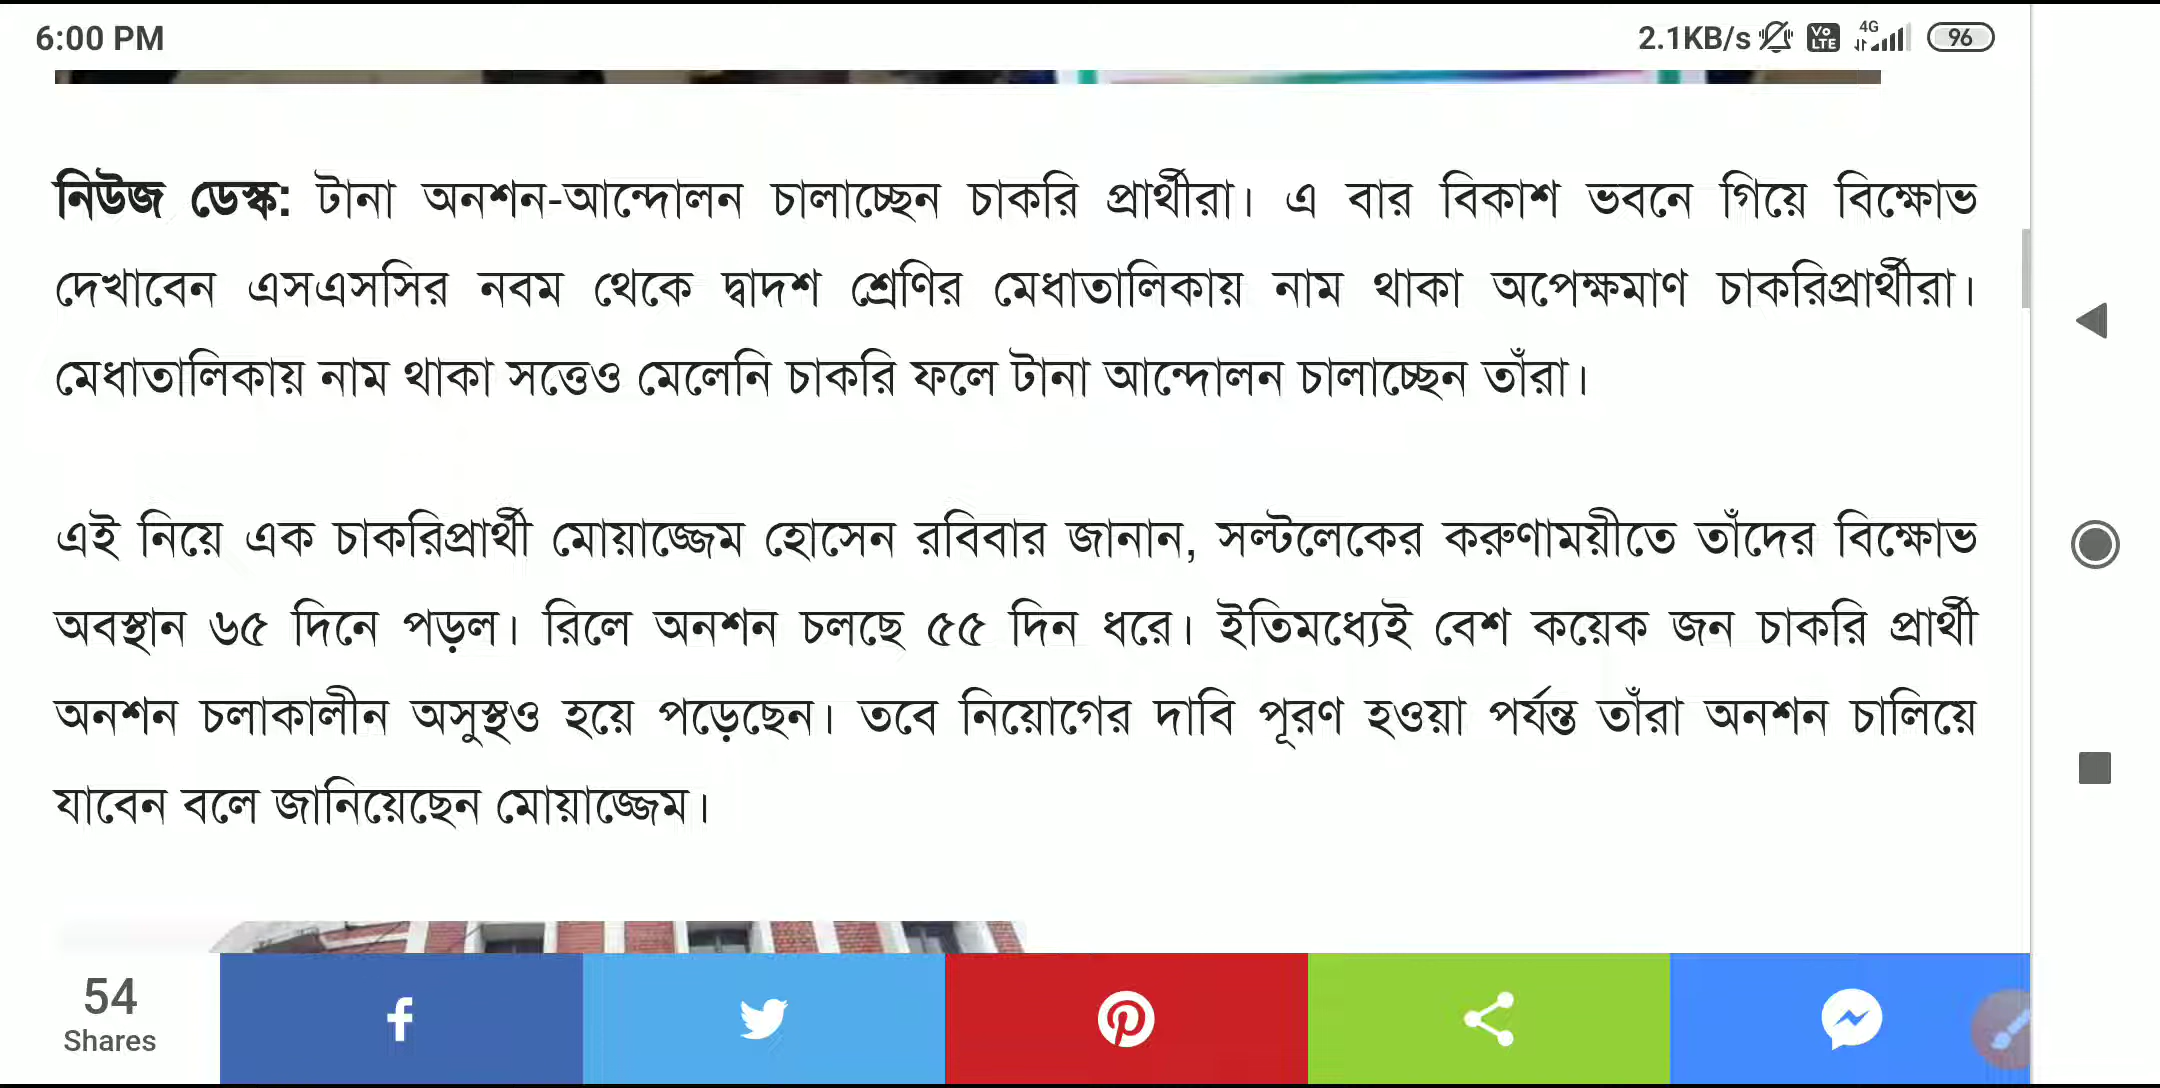 6:00 PM
2.1KB/s Vo LTE 4G 96
নিউজ ডেস্ক: টানা অনশন-আন্দোলন চালাচ্ছেন চাকরি প্রার্থীরা। এ বার বিকাশ ভবনে গিয়ে বিক্ষোভ
দেখাবেন এসএসসির নবম থেকে দ্বাদশ শ্রেণির মেধাতালিকায় নাম থাকা অপেক্ষমাণ চাকরিপ্রার্থীরা।
মেধাতালিকায় নাম থাকা সত্তেও মেলেনি চাকরি ফলে টানা আন্দোলন চালাচ্ছেন তাঁরা।
এই নিয়ে এক চাকরিপ্রার্থী মোয়াজ্জেম হোসেন রবিবার জানান, সল্টলেকের করুণাময়ীতে তাঁদের বিক্ষোভ
অবস্থান ৬৫ দিনে পড়ল। রিলে অনশন চলছে ৫৫ দিন ধরে। ইতিমধ্যেই বেশ কয়েক জন চাকরি প্রার্থী
অনশন চলাকালীন অসুস্থও হয়ে পড়েছেন। তবে নিয়োগের দাবি পূরণ হওয়া পর্যন্ত তাঁরা অনশন চালিয়ে
যাবেন বলে জানিয়েছেন মোয়াজ্জেম।
54
Shares